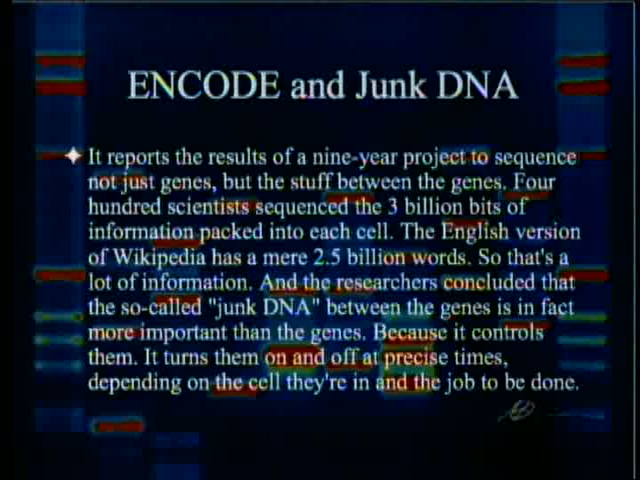 ENCODE and Junk DNA
It reports the results of a nine-year project to sequence
not just genes, but the stuff between the genes. Four
hundred scientists sequenced the 3 billion bits of
information packed into each cell. The English version
of Wikipedia has a mere 2.5 billion words. So that's a
lot of information. And the researchers concluded that
the so-called "junk DNA" between the genes is in fact
more important than the genes. Because it controls
them. It turns them on and off at precise times,
depending on the cell they're in and the job to be done.